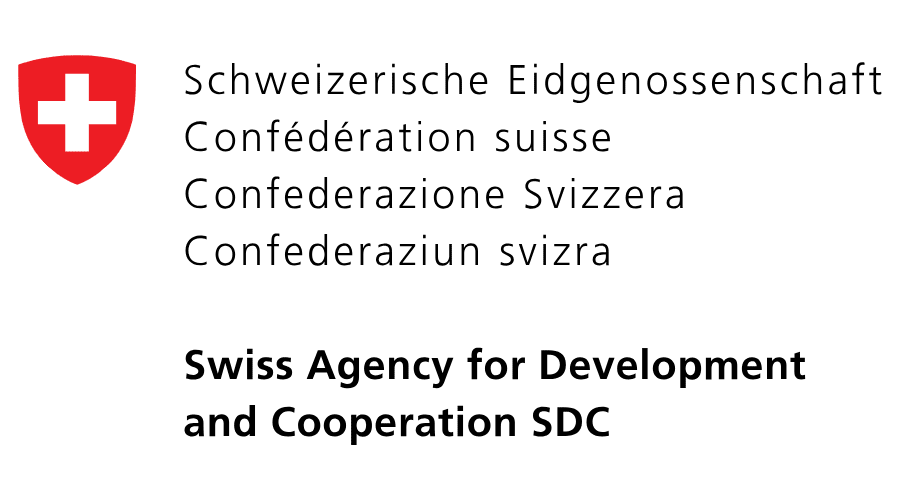 Schweizerische Eidgenossenschaft
Confédération suisse
Confederazione Svizzera
Confederaziun svizra
Swiss Agency for Development
and Cooperation SDC